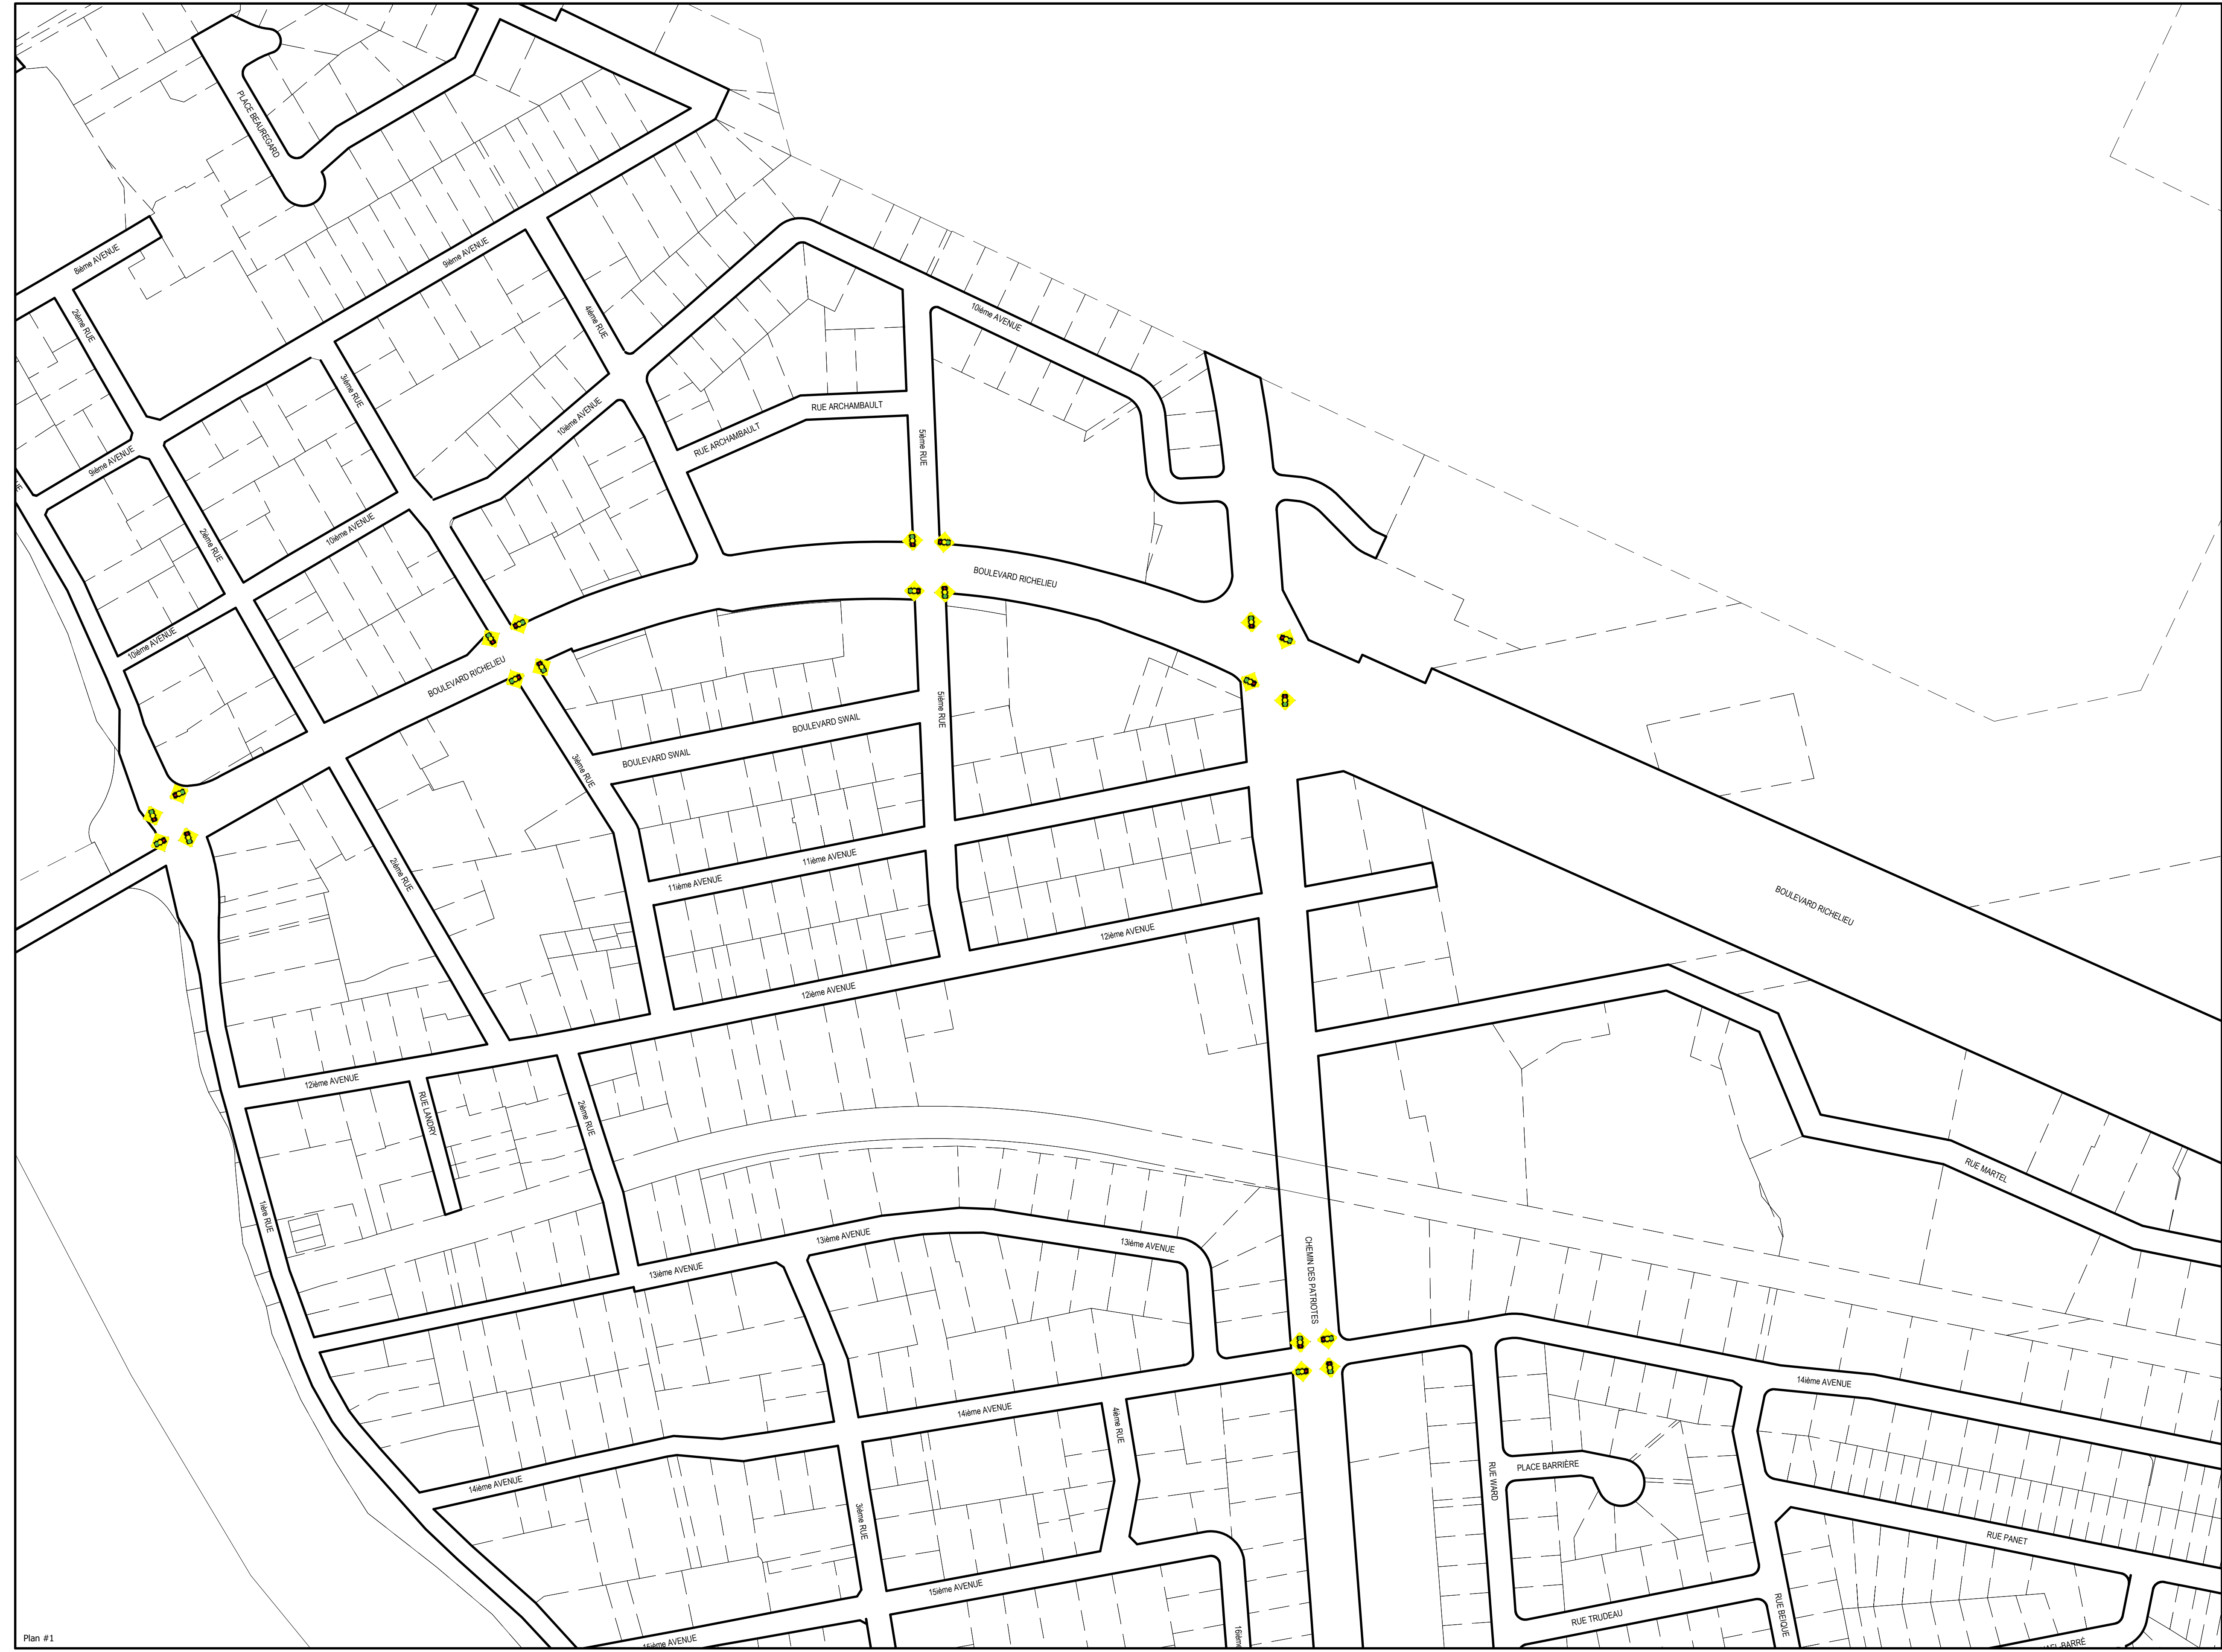 PLACE BEAUREGARD
8ième AVENUE
9ième AVENUE
2ième RUE
4ième RUE
10ième AVENUE
3ième RUE
10ième AVENUE
RUE ARCHAMBAULT
RUE ARCHAMBAULT
5ième RUE
9ième AVENUE
10ième AVENUE
2ième RUE
BOULEVARD RICHELIEU
10ième AVENUE
BOULEVARD RICHELIEU
5ième RUE
BOULEVARD SWAIL
BOULEVARD SWAIL
3ième RUE
2ième RUE
11ième AVENUE
11ième AVENUE
BOULEVARD RICHELIEU
12ième AVENUE
12ième AVENUE
12ième AVENUE
RUE LANDRY
2ième RUE
RUE MARTEL
1ière RUE
13ième AVENUE
13ième AVENUE
13ième AVENUE
CHEMIN DES PATRIOTES
14ième AVENUE
14ième AVENUE
4ième RUE
PLACE BARRIÈRE
RUE WARD
14ième AVENUE
3ième RUE
RUE PANET
15ième AVENUE
RUE TRUDEAU
RUE BEIQUE
16ième
15ième AVENUE
EL-BARRÉ
Plan #1